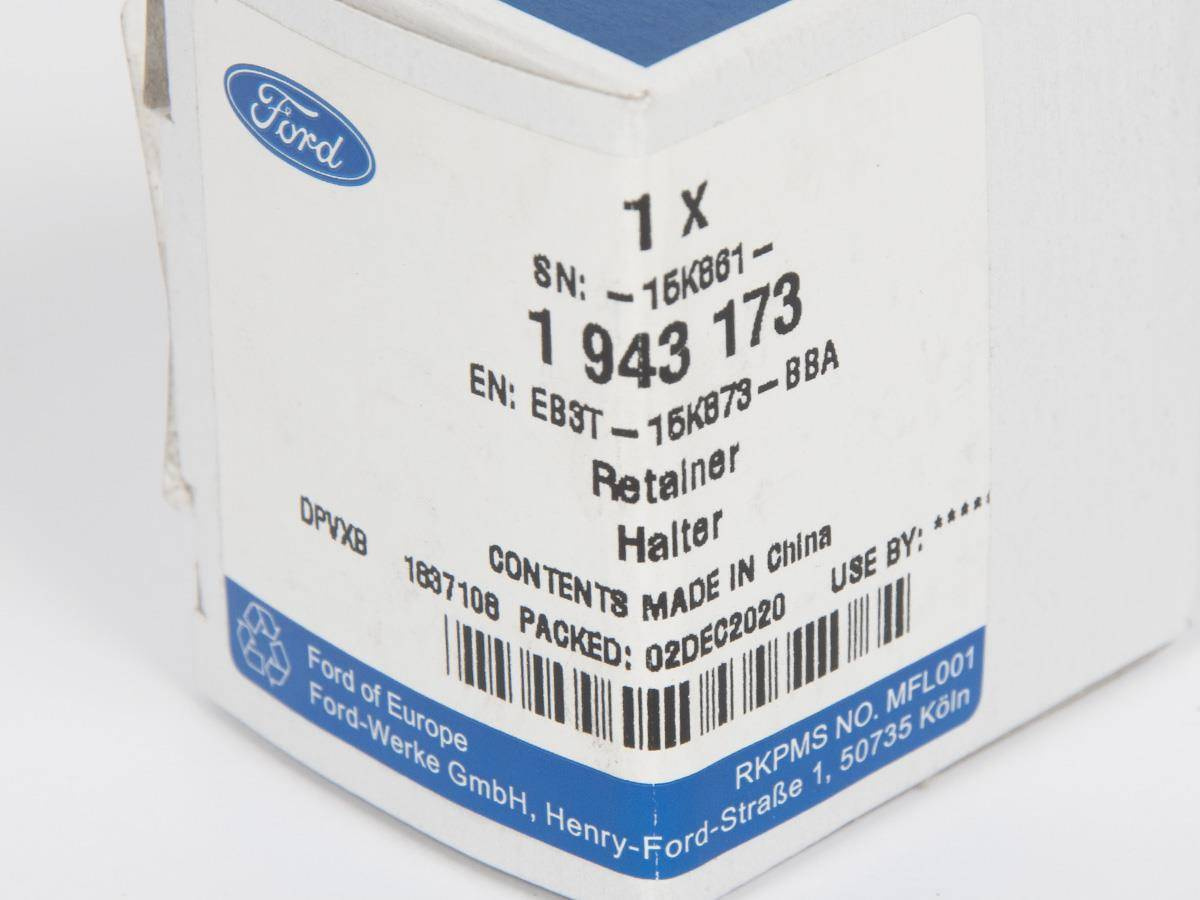 Ford
1 X
SN: -15K861-
1 943 173
EN: EB3T-15K873-BBA
Retainer
Halter
DPVXB CONTENTS MADE IN China
1837108 PACKED: 02DEC2020 USE BY: *****
Ford of Europe RKPMS NO. MFL001
Ford-Werke GmbH, Henry-Ford-Straße 1, 50735 Köln